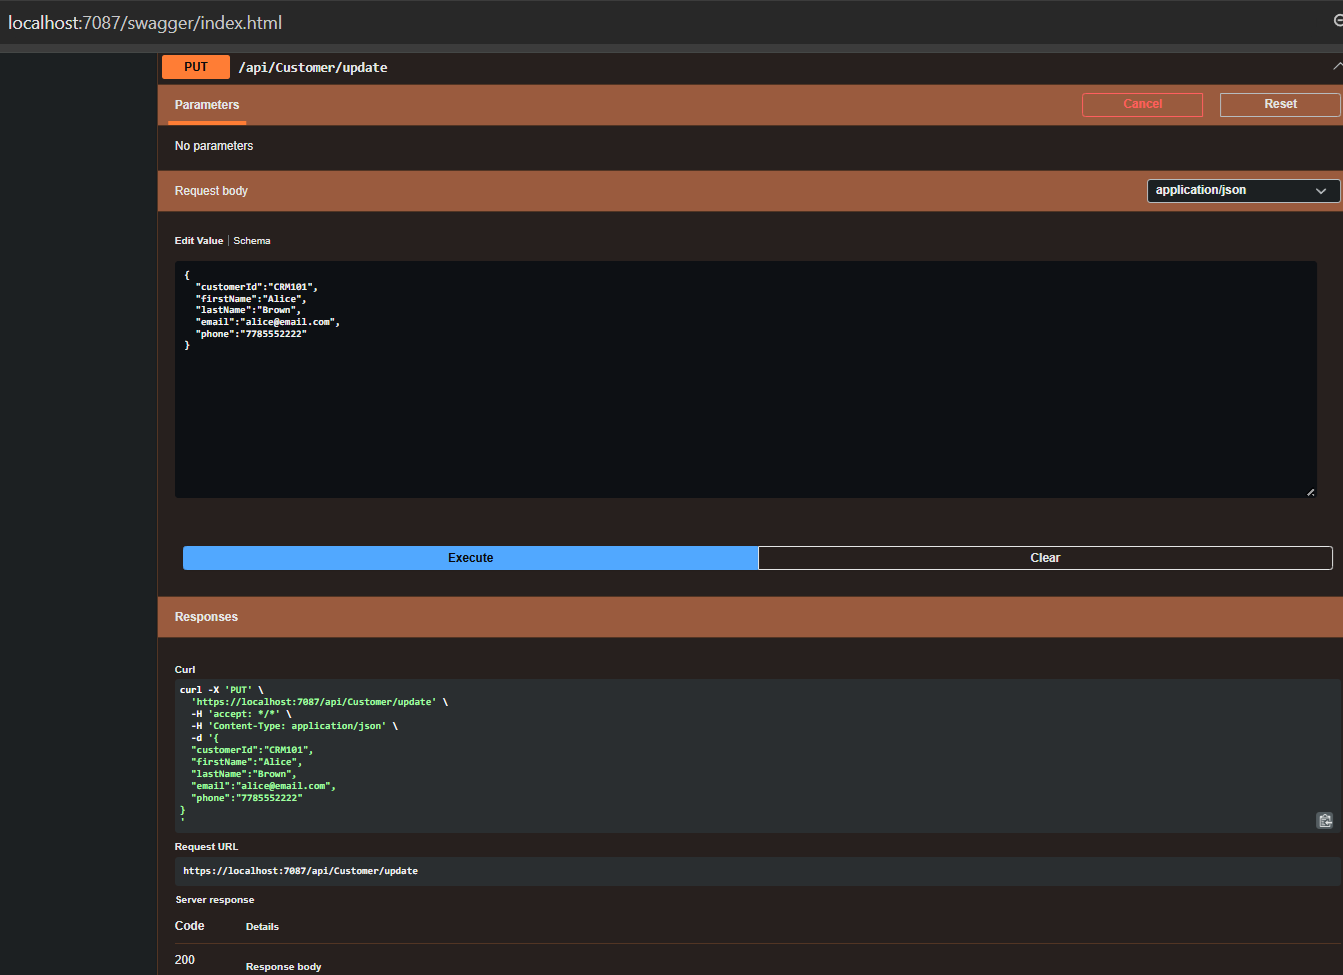 localhost:7087/swagger/index.html
PUT /api/Customer/update
Parameters Cancel Reset
No parameters
Request body application/json
Edit Value | Schema
{
  "customerId":"CRM101",
  "firstName":"Alice",
  "lastName":"Brown",
  "email":"alice@email.com",
  "phone":"7785552222"
}
Execute Clear
Responses
Curl
curl -X 'PUT' \
  'https://localhost:7087/api/Customer/update' \
  -H 'accept: */*' \
  -H 'Content-Type: application/json' \
  -d '{
  "customerId":"CRM101",
  "firstName":"Alice",
  "lastName":"Brown",
  "email":"alice@email.com",
  "phone":"7785552222"
}
'
Request URL
https://localhost:7087/api/Customer/update
Server response
Code Details
200
Response body